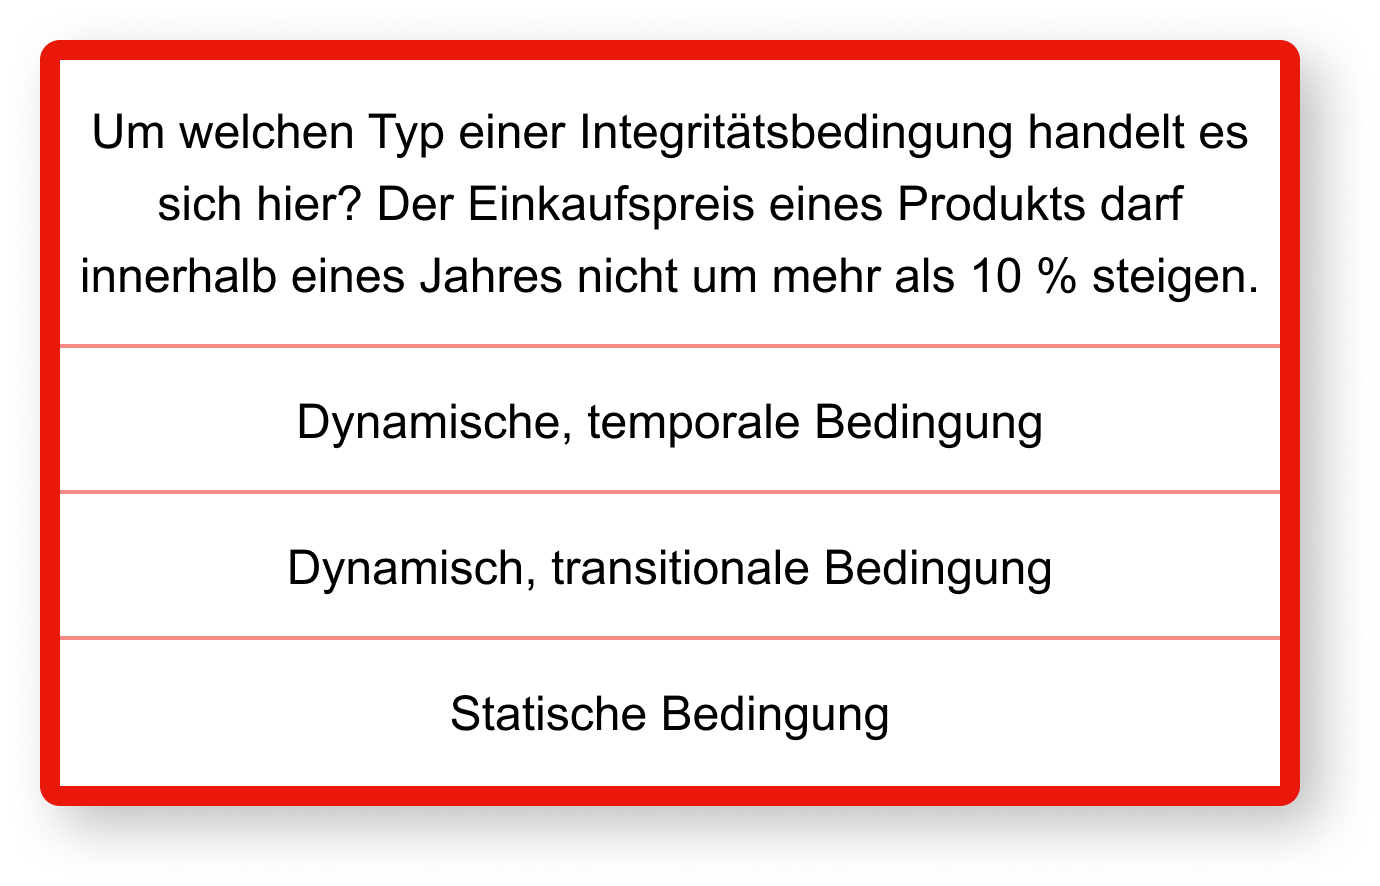 Um welchen Typ einer Integritätsbedingung handelt es
sich hier? Der Einkaufspreis eines Produkts darf
innerhalb eines Jahres nicht um mehr als 10 % steigen.
Dynamische, temporale Bedingung
Dynamisch, transitionale Bedingung
Statische Bedingung